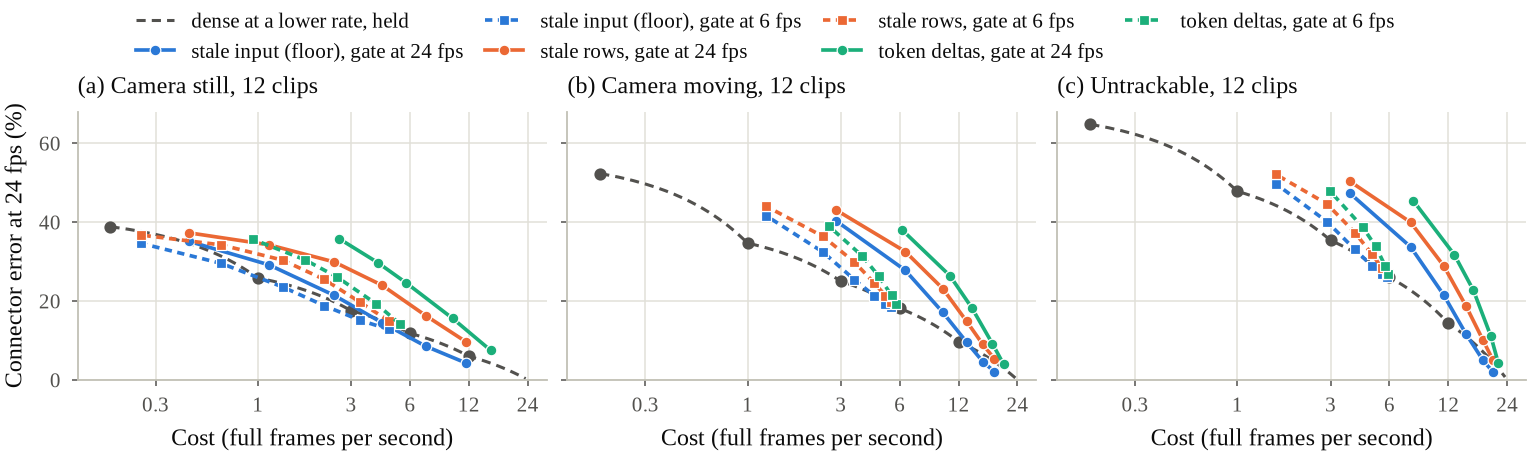 dense at a lower rate, held
stale input (floor), gate at 6 fps
stale rows, gate at 6 fps
token deltas, gate at 6 fps
stale input (floor), gate at 24 fps
stale rows, gate at 24 fps
token deltas, gate at 24 fps
(a) Camera still, 12 clips
(b) Camera moving, 12 clips
(c) Untrackable, 12 clips
Connector error at 24 fps (%)
60
40
20
0
0.3 1 3 6 12 24
0.3 1 3 6 12 24
0.3 1 3 6 12 24
Cost (full frames per second)
Cost (full frames per second)
Cost (full frames per second)